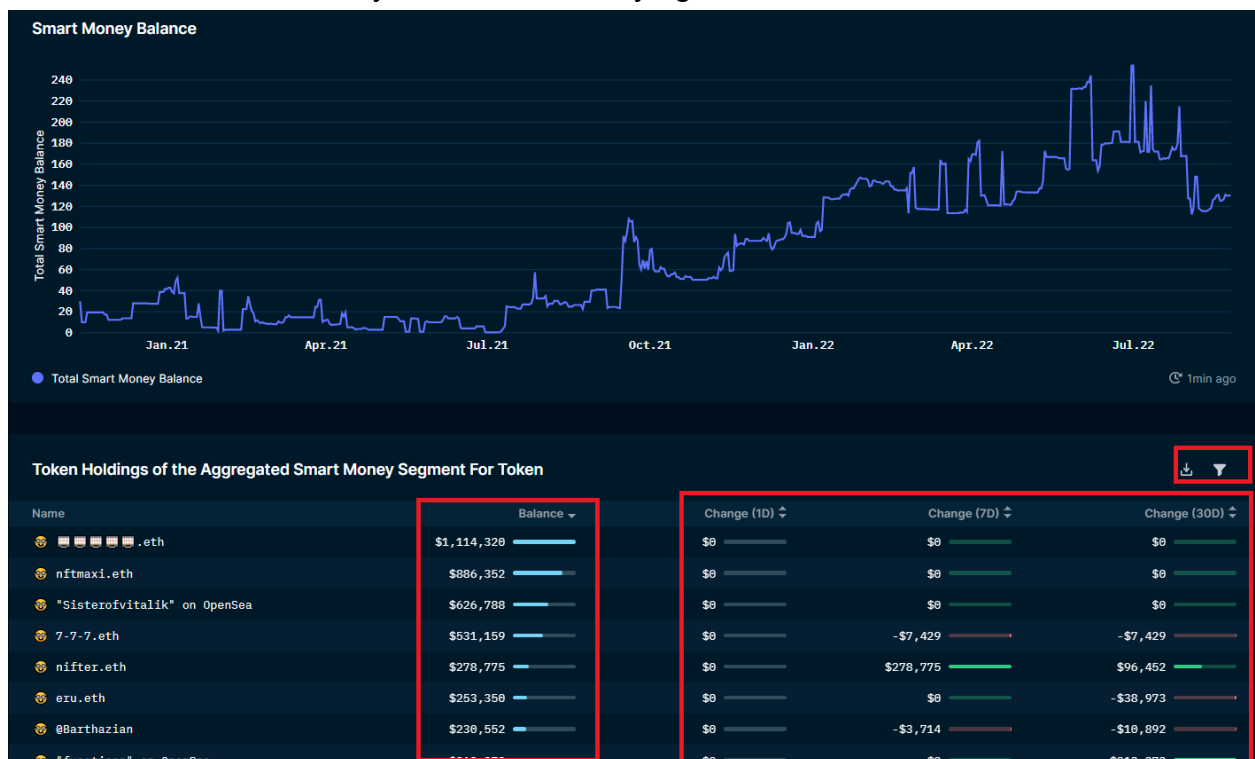 Smart Money Balance
240
220
200
180
160
140
120
100
80
60
40
20
0
Total Smart Money Balance
Jan.21 Apr.21 Jul.21 Oct.21 Jan.22 Apr.22 Jul.22
Total Smart Money Balance 1min ago
Token Holdings of the Aggregated Smart Money Segment For Token
Name Balance Change (1D) Change (7D) Change (30D)
.eth $1,114,320 $0 $0 $0
nftmaxi.eth $886,352 $0 $0 $0
"Sisterofvitalik" on OpenSea $626,788 $0 $0 $0
7-7-7.eth $531,159 $0 -$7,429 -$7,429
nifter.eth $278,775 $0 $278,775 $96,452
eru.eth $253,350 $0 $0 -$38,973
@Barthazian $230,552 $0 -$3,714 -$10,892